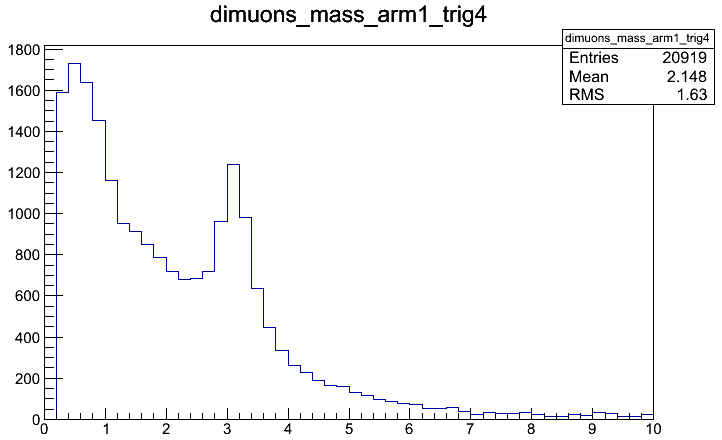 dimuons_mass_arm1_trig4
dimuons_mass_arm1_trig4
Entries 20919
Mean 2.148
RMS 1.63
1800
1600
1400
1200
1000
800
600
400
200
0
0 1 2 3 4 5 6 7 8 9 10